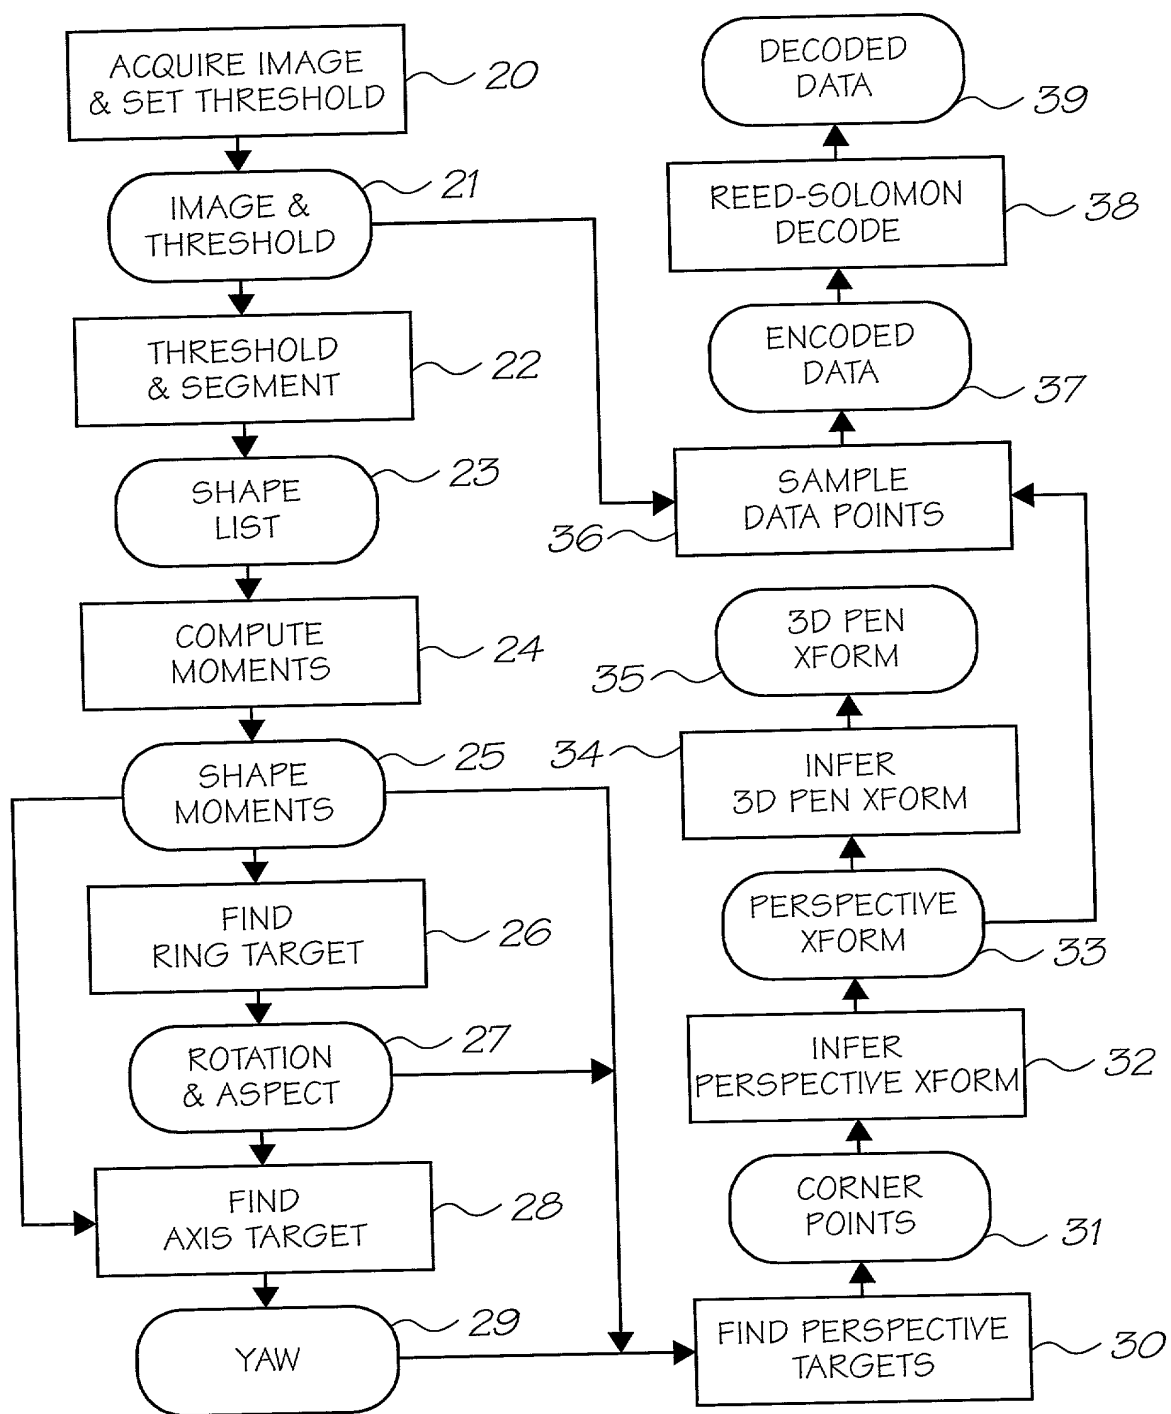 ACQUIRE IMAGE
& SET THRESHOLD
20
IMAGE &
THRESHOLD
21
THRESHOLD
& SEGMENT
22
SHAPE
LIST
23
COMPUTE
MOMENTS
24
SHAPE
MOMENTS
25
FIND
RING TARGET
26
ROTATION
& ASPECT
27
FIND
AXIS TARGET
28
YAW
29
FIND PERSPECTIVE
TARGETS
30
CORNER
POINTS
31
INFER
PERSPECTIVE XFORM
32
PERSPECTIVE
XFORM
33
INFER
3D PEN XFORM
34
3D PEN
XFORM
35
SAMPLE
DATA POINTS
36
ENCODED
DATA
37
REED-SOLOMON
DECODE
38
DECODED
DATA
39